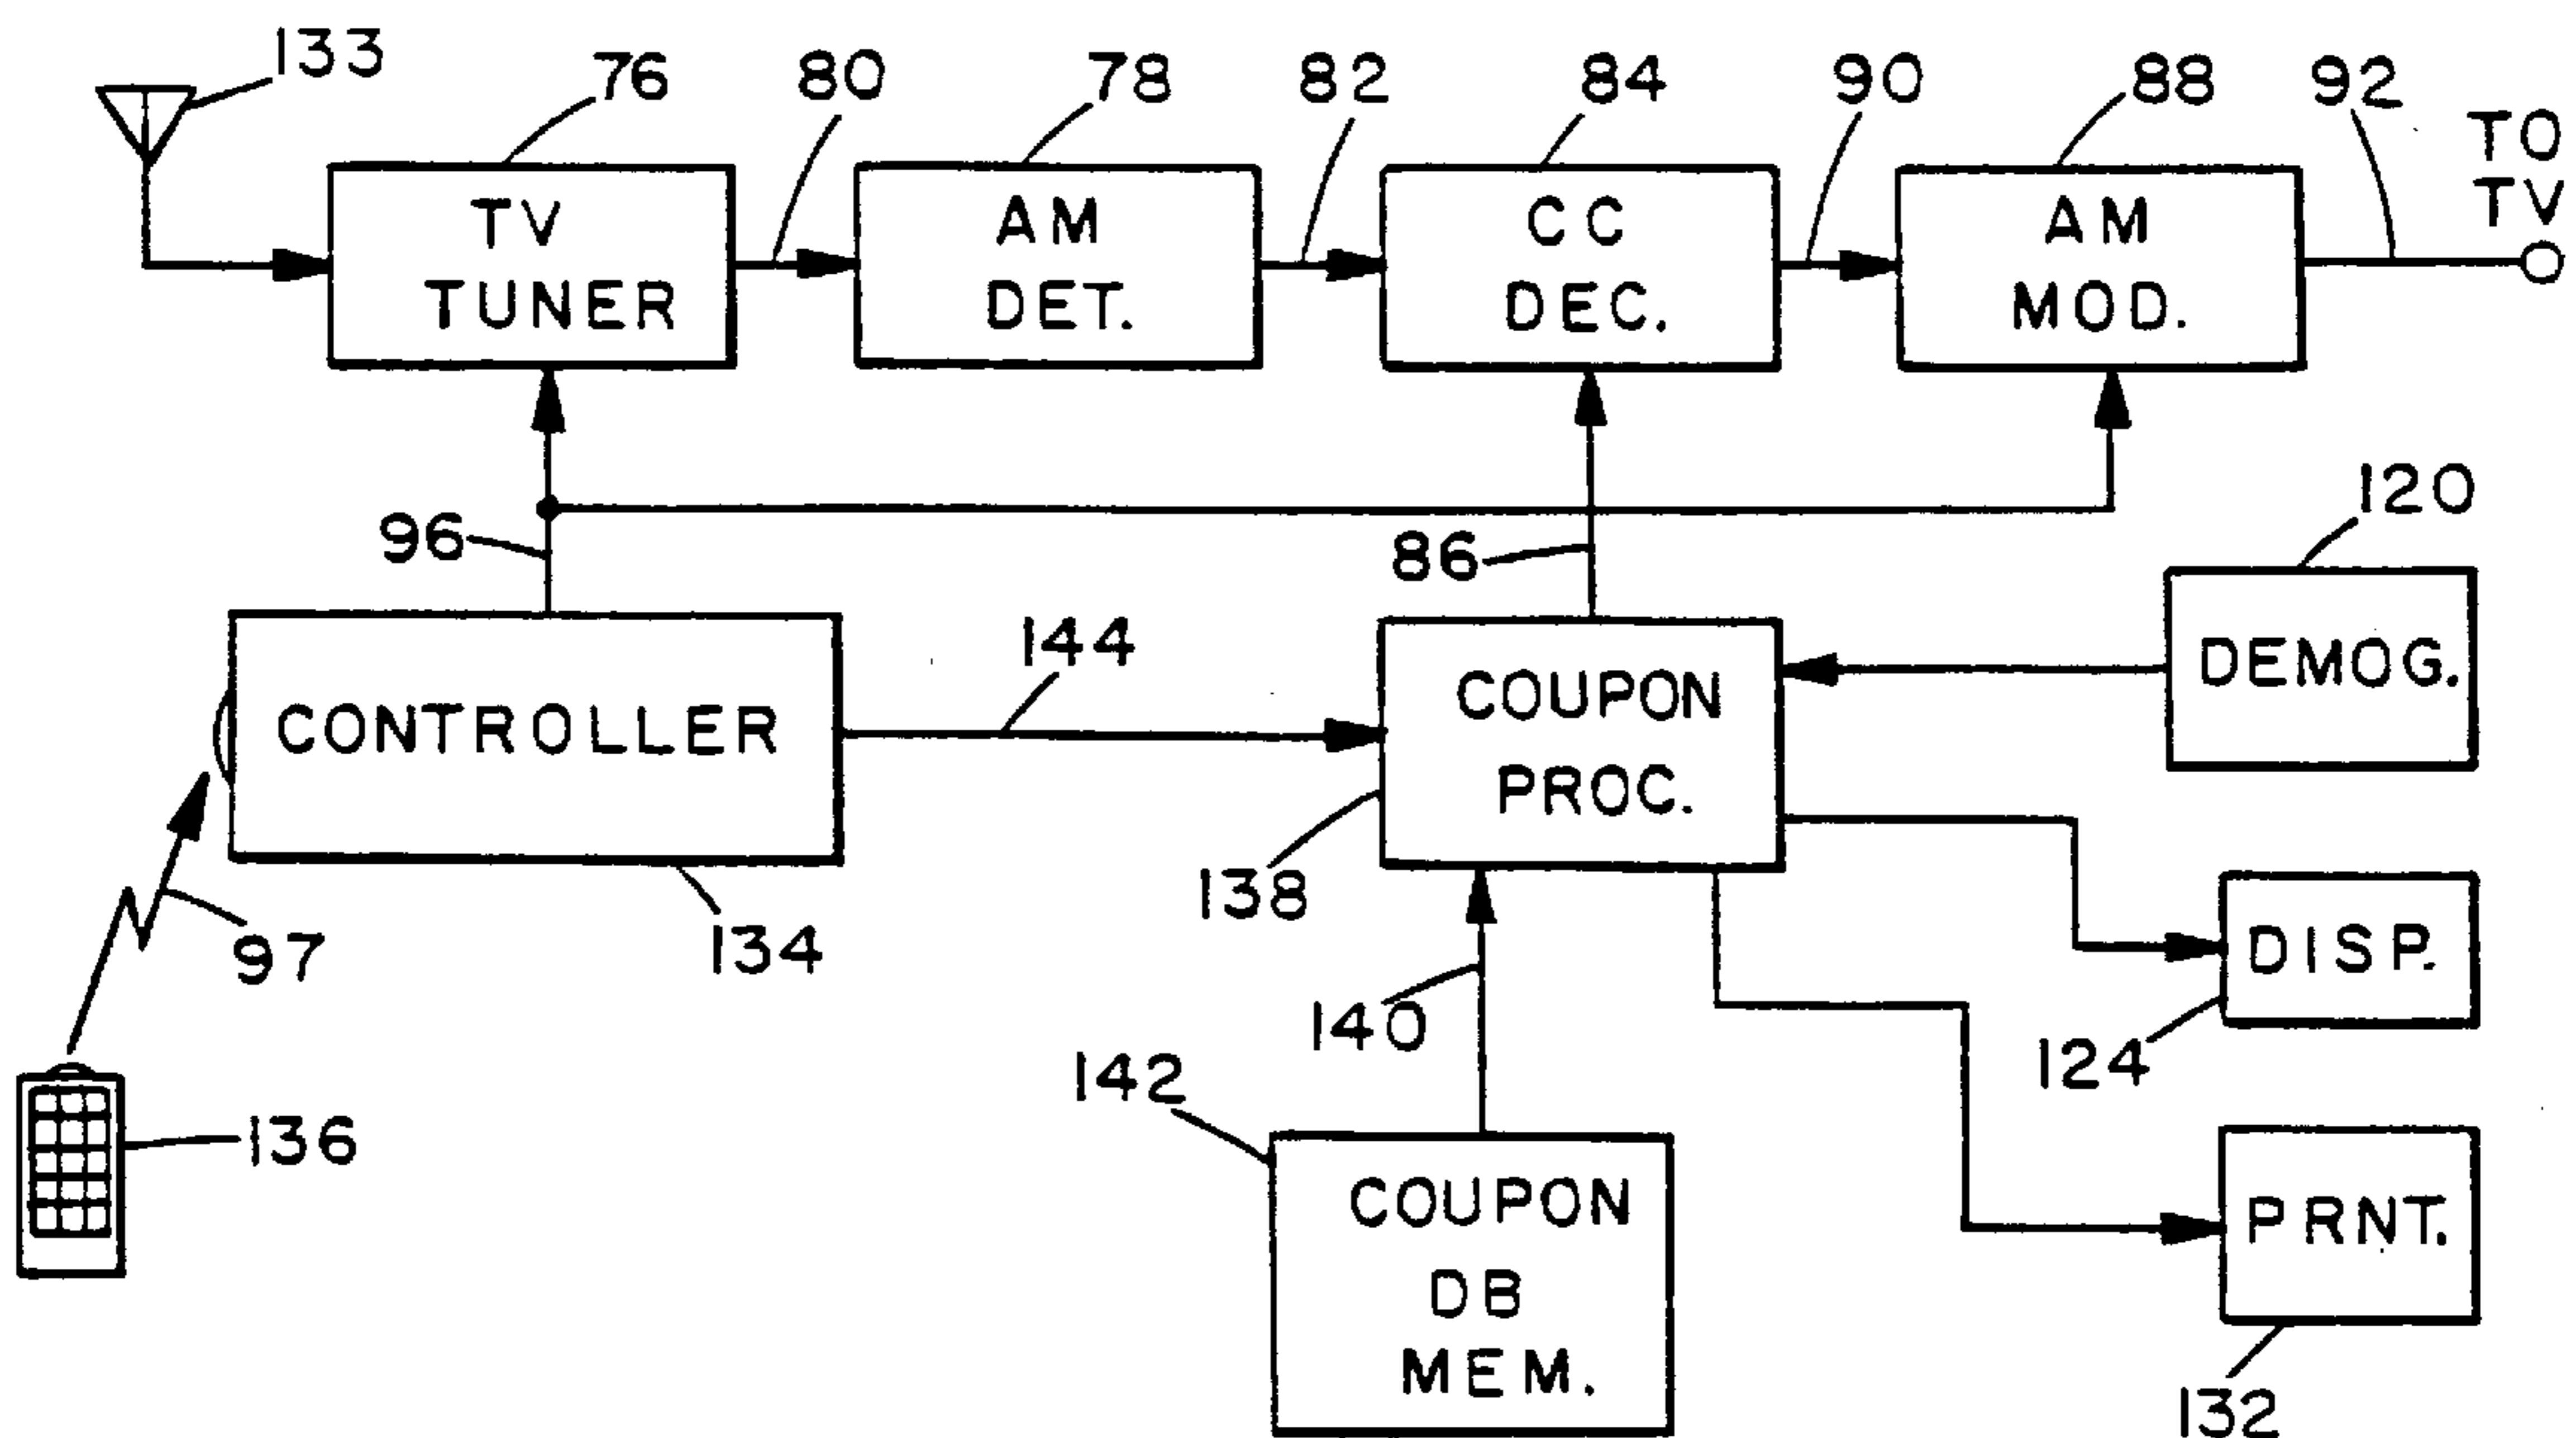 133
76
80
78
82
84
90
88
92
TO
TV
TV
TUNER
AM
DET.
CC
DEC.
AM
MOD.
96
86
120
CONTROLLER
144
COUPON
PROC.
DEMOG.
97
134
138
140
DISP.
124
136
142
COUPON
DB
MEM.
PRNT.
132